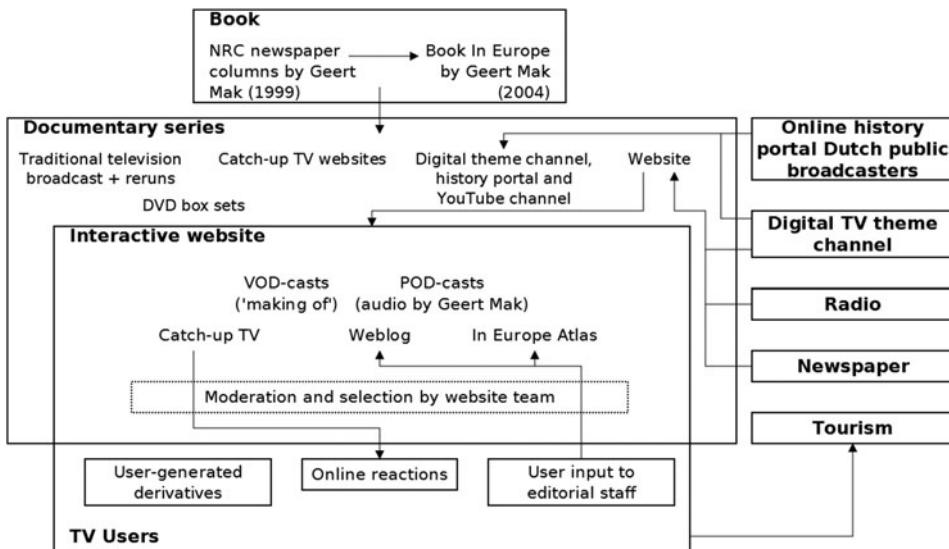 Book
NRC newspaper
columns by Geert
Mak (1999)
Book In Europe
by Geert Mak
(2004)
Documentary series
Traditional television
broadcast + reruns
Catch-up TV websites
Digital theme channel,
history portal and
YouTube channel
Website
DVD box sets
Online history
portal Dutch public
broadcasters
Digital TV theme
channel
Radio
Newspaper
Tourism
Interactive website
VOD-casts
('making of')
POD-casts
(audio by Geert Mak)
Catch-up TV
Weblog
In Europe Atlas
Moderation and selection by website team
User-generated
derivatives
Online reactions
User input to
editorial staff
TV Users